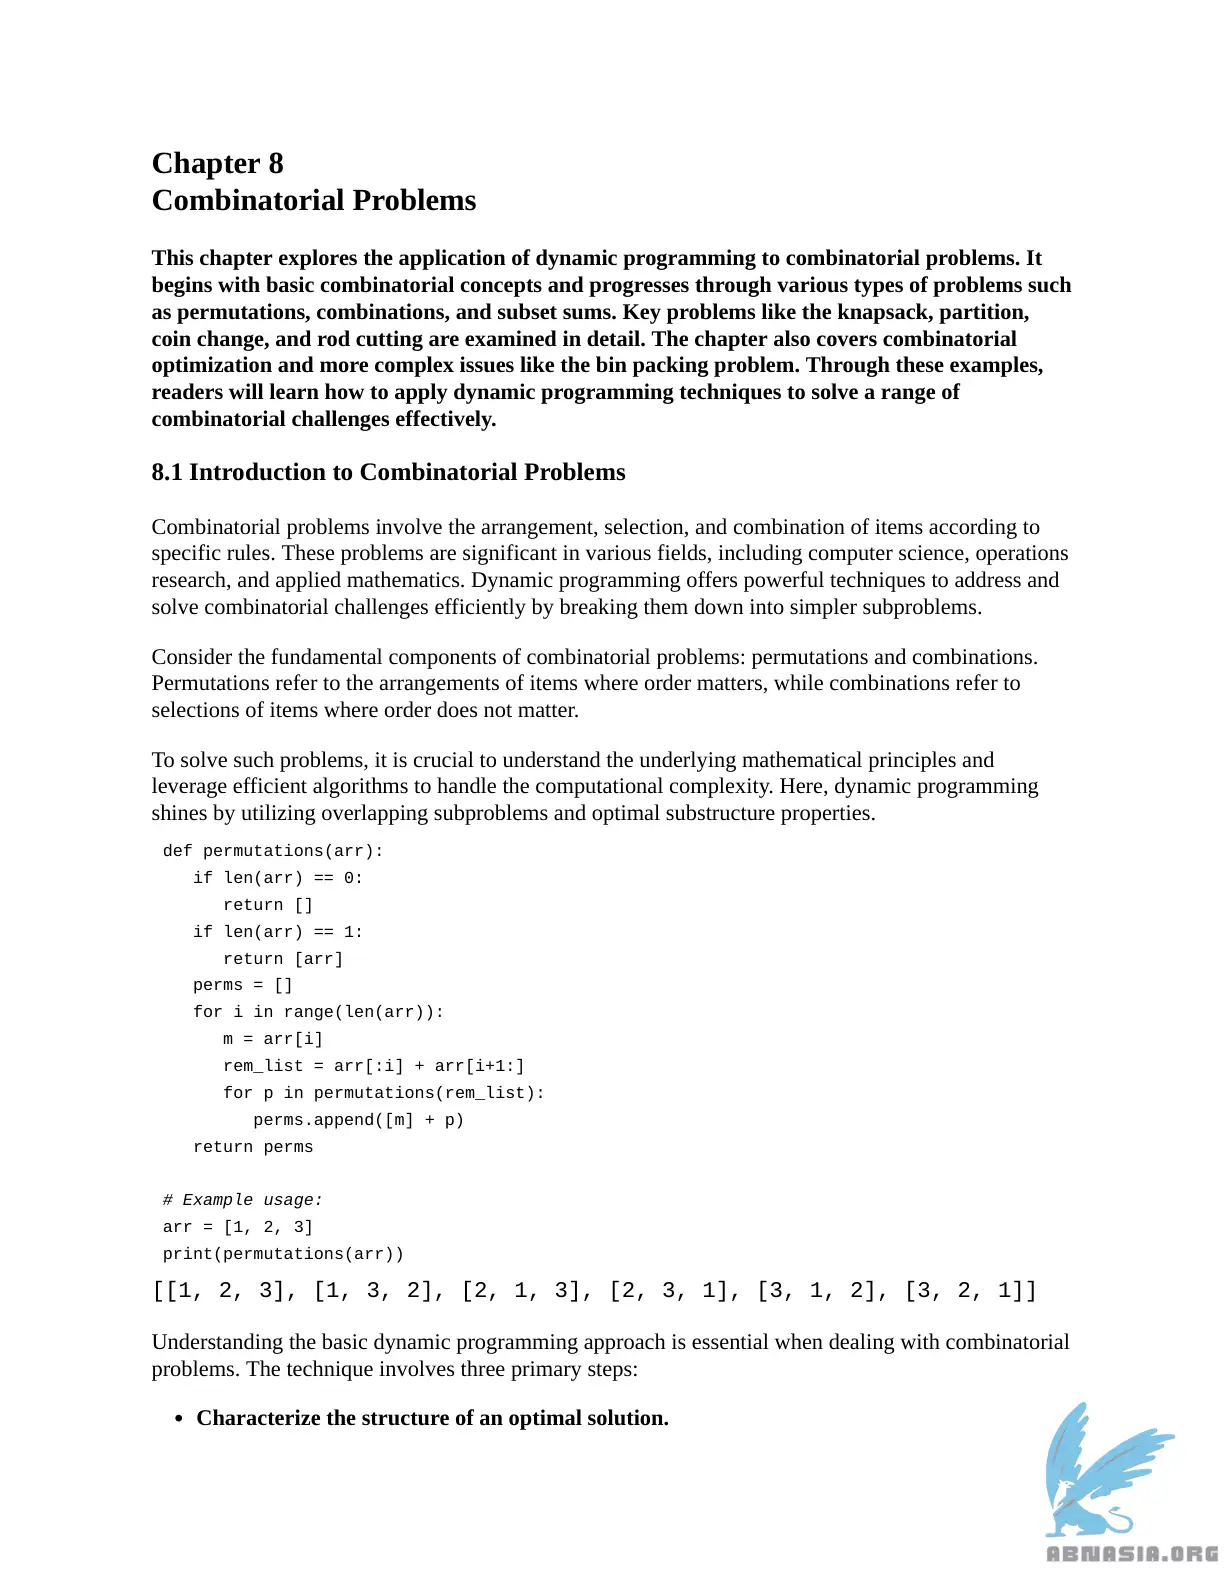 Chapter 8
Combinatorial Problems
This chapter explores the application of dynamic programming to combinatorial problems. It
begins with basic combinatorial concepts and progresses through various types of problems such
as permutations, combinations, and subset sums. Key problems like the knapsack, partition,
coin change, and rod cutting are examined in detail. The chapter also covers combinatorial
optimization and more complex issues like the bin packing problem. Through these examples,
readers will learn how to apply dynamic programming techniques to solve a range of
combinatorial challenges effectively.
8.1 Introduction to Combinatorial Problems
Combinatorial problems involve the arrangement, selection, and combination of items according to
specific rules. These problems are significant in various fields, including computer science, operations
research, and applied mathematics. Dynamic programming offers powerful techniques to address and
solve combinatorial challenges efficiently by breaking them down into simpler subproblems.
Consider the fundamental components of combinatorial problems: permutations and combinations.
Permutations refer to the arrangements of items where order matters, while combinations refer to
selections of items where order does not matter.
To solve such problems, it is crucial to understand the underlying mathematical principles and
leverage efficient algorithms to handle the computational complexity. Here, dynamic programming
shines by utilizing overlapping subproblems and optimal substructure properties.
def permutations(arr):
   if len(arr) == 0:
      return []
   if len(arr) == 1:
      return [arr]
   perms = []
   for i in range(len(arr)):
      m = arr[i]
      rem_list = arr[:i] + arr[i+1:]
      for p in permutations(rem_list):
         perms.append([m] + p)
   return perms
# Example usage:
arr = [1, 2, 3]
print(permutations(arr))
[[1, 2, 3], [1, 3, 2], [2, 1, 3], [2, 3, 1], [3, 1, 2], [3, 2, 1]]
Understanding the basic dynamic programming approach is essential when dealing with combinatorial
problems. The technique involves three primary steps:
• Characterize the structure of an optimal solution.
ABNASIA.ORG